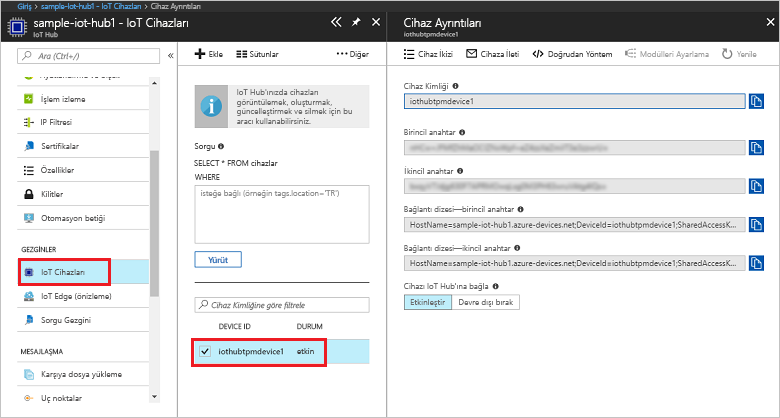 Giriş > sample-iot-hub1 - IoT Cihazları > Cihaz Ayrıntıları
sample-iot-hub1 - IoT Cihazları
IoT Hub
Ara (Ctrl+/)
İşlem izleme
IP Filtresi
Sertifikalar
Özellikler
Kilitler
Otomasyon betiği
GEZGİNLER
IoT Cihazları
IoT Edge (önizleme)
Sorgu Gezgini
MESAJLAŞMA
Karşıya dosya yükleme
Uç noktalar
Ekle
Sütunlar
Diğer
IoT Hub'ınızda cihazları
görüntülemek, oluşturmak,
güncelleştirmek ve silmek için bu
aracı kullanabilirsiniz.
Sorgu
SELECT * FROM cihazlar
WHERE
isteğe bağlı (örneğin tags.location='TR')
Yürüt
Cihaz Kimliğine göre filtrele
DEVICE ID DURUM
iothubtpmdevice1 etkin
Cihaz Ayrıntıları
iothubtpmdevice1
Cihaz İkizi
Cihaza İleti
Doğrudan Yöntem
Modülleri Ayarlama
Yenile
Cihaz Kimliği
iothubtpmdevice1
Birincil anahtar
İkincil anahtar
Bağlantı dizesi—birincil anahtar
HostName=sample-iot-hub1.azure-devices.net;DeviceId=iothubtpmdevice1;SharedAccessK...
Bağlantı dizesi—ikincil anahtar
HostName=sample-iot-hub1.azure-devices.net;DeviceId=iothubtpmdevice1;SharedAccessK...
Cihazı IoT Hub'ına bağla
Etkinleştir
Devre dışı bırak